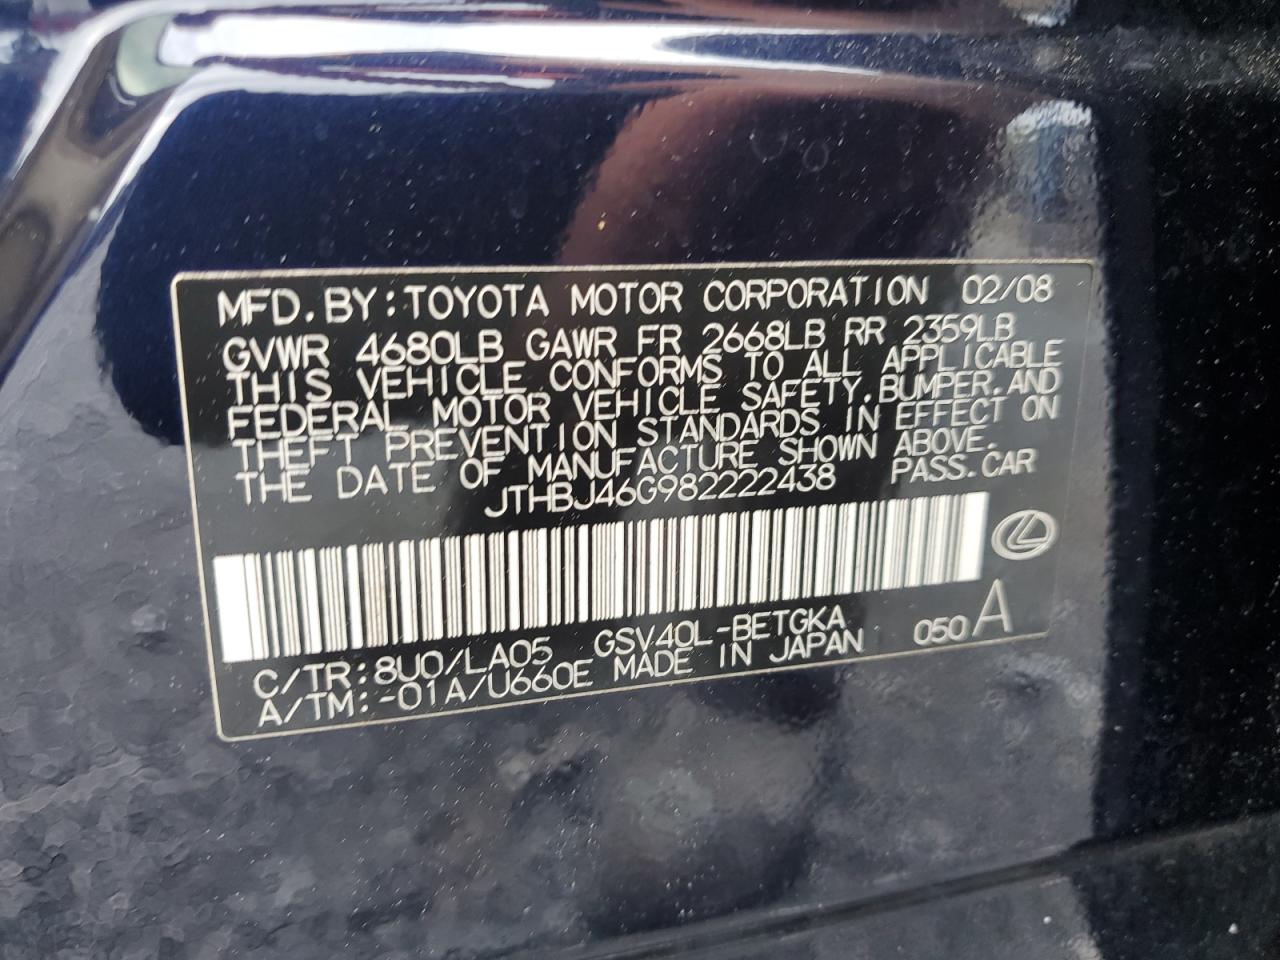 MFD. BY: TOYOTA MOTOR CORPORATION 02/08
GVWR 4680LB GAWR FR 2668LB RR 2359LB
THIS VEHICLE CONFORMS TO ALL APPLICABLE
FEDERAL MOTOR VEHICLE SAFETY, BUMPER, AND
THEFT PREVENTION STANDARDS IN EFFECT ON
THE DATE OF MANUFACTURE SHOWN ABOVE.
JTHBJ46G982222438 PASS. CAR
C/TR: 8U0/LA05 GSV40L-BETGKA 050 A
A/TM: -01A/U660E MADE IN JAPAN